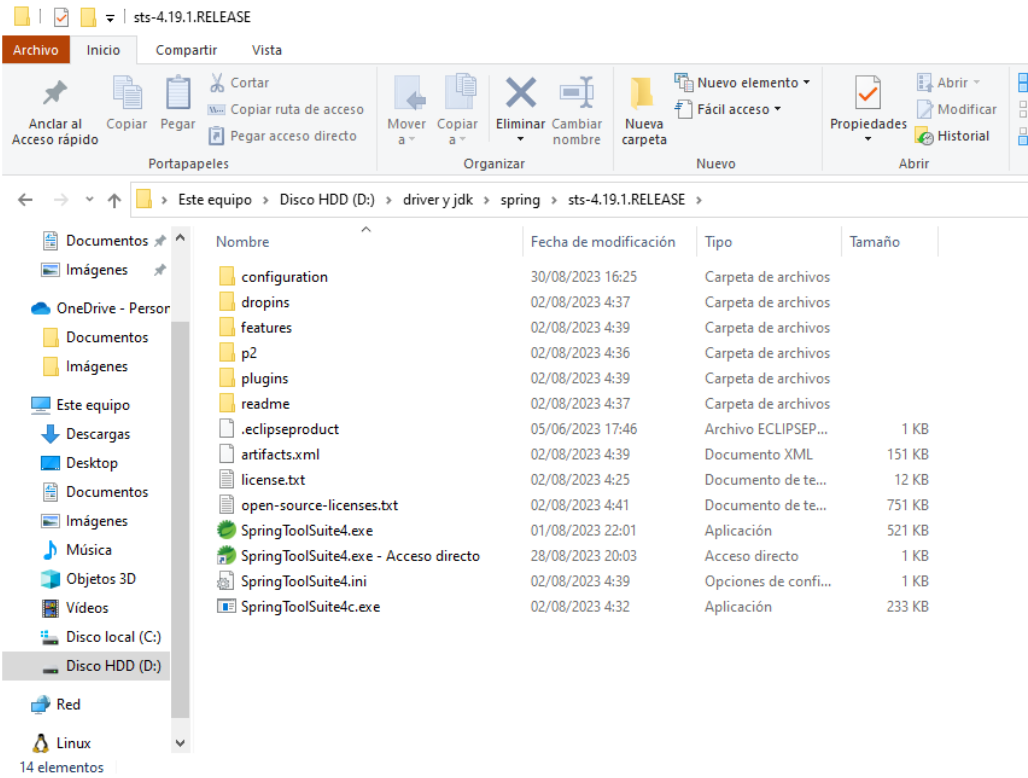 sts-4.19.1.RELEASE
Archivo Inicio Compartir Vista
Anclar al Acceso rápido
Copiar
Pegar
Cortar
Copiar ruta de acceso
Pegar acceso directo
Portapapeles
Mover a
Copiar a
Eliminar
Cambiar nombre
Organizar
Nueva carpeta
Nuevo elemento
Fácil acceso
Nuevo
Propiedades
Abrir
Modificar
Historial
Abrir
Este equipo > Disco HDD (D:) > driver y jdk > spring > sts-4.19.1.RELEASE >
Documentos
Imágenes
OneDrive - Person
Documentos
Imágenes
Este equipo
Descargas
Desktop
Documentos
Imágenes
Música
Objetos 3D
Vídeos
Disco local (C:)
Disco HDD (D:)
Red
Linux
Nombre Fecha de modificación Tipo Tamaño
configuration 30/08/2023 16:25 Carpeta de archivos
dropins 02/08/2023 4:37 Carpeta de archivos
features 02/08/2023 4:39 Carpeta de archivos
p2 02/08/2023 4:36 Carpeta de archivos
plugins 02/08/2023 4:39 Carpeta de archivos
readme 02/08/2023 4:37 Carpeta de archivos
.eclipseproduct 05/06/2023 17:46 Archivo ECLIPSEP... 1 KB
artifacts.xml 02/08/2023 4:39 Documento XML 151 KB
license.txt 02/08/2023 4:25 Documento de te... 12 KB
open-source-licenses.txt 02/08/2023 4:41 Documento de te... 751 KB
SpringToolSuite4.exe 01/08/2023 22:01 Aplicación 521 KB
SpringToolSuite4.exe - Acceso directo 28/08/2023 20:03 Acceso directo 1 KB
SpringToolSuite4.ini 02/08/2023 4:39 Opciones de confi... 1 KB
SpringToolSuite4c.exe 02/08/2023 4:32 Aplicación 233 KB
14 elementos